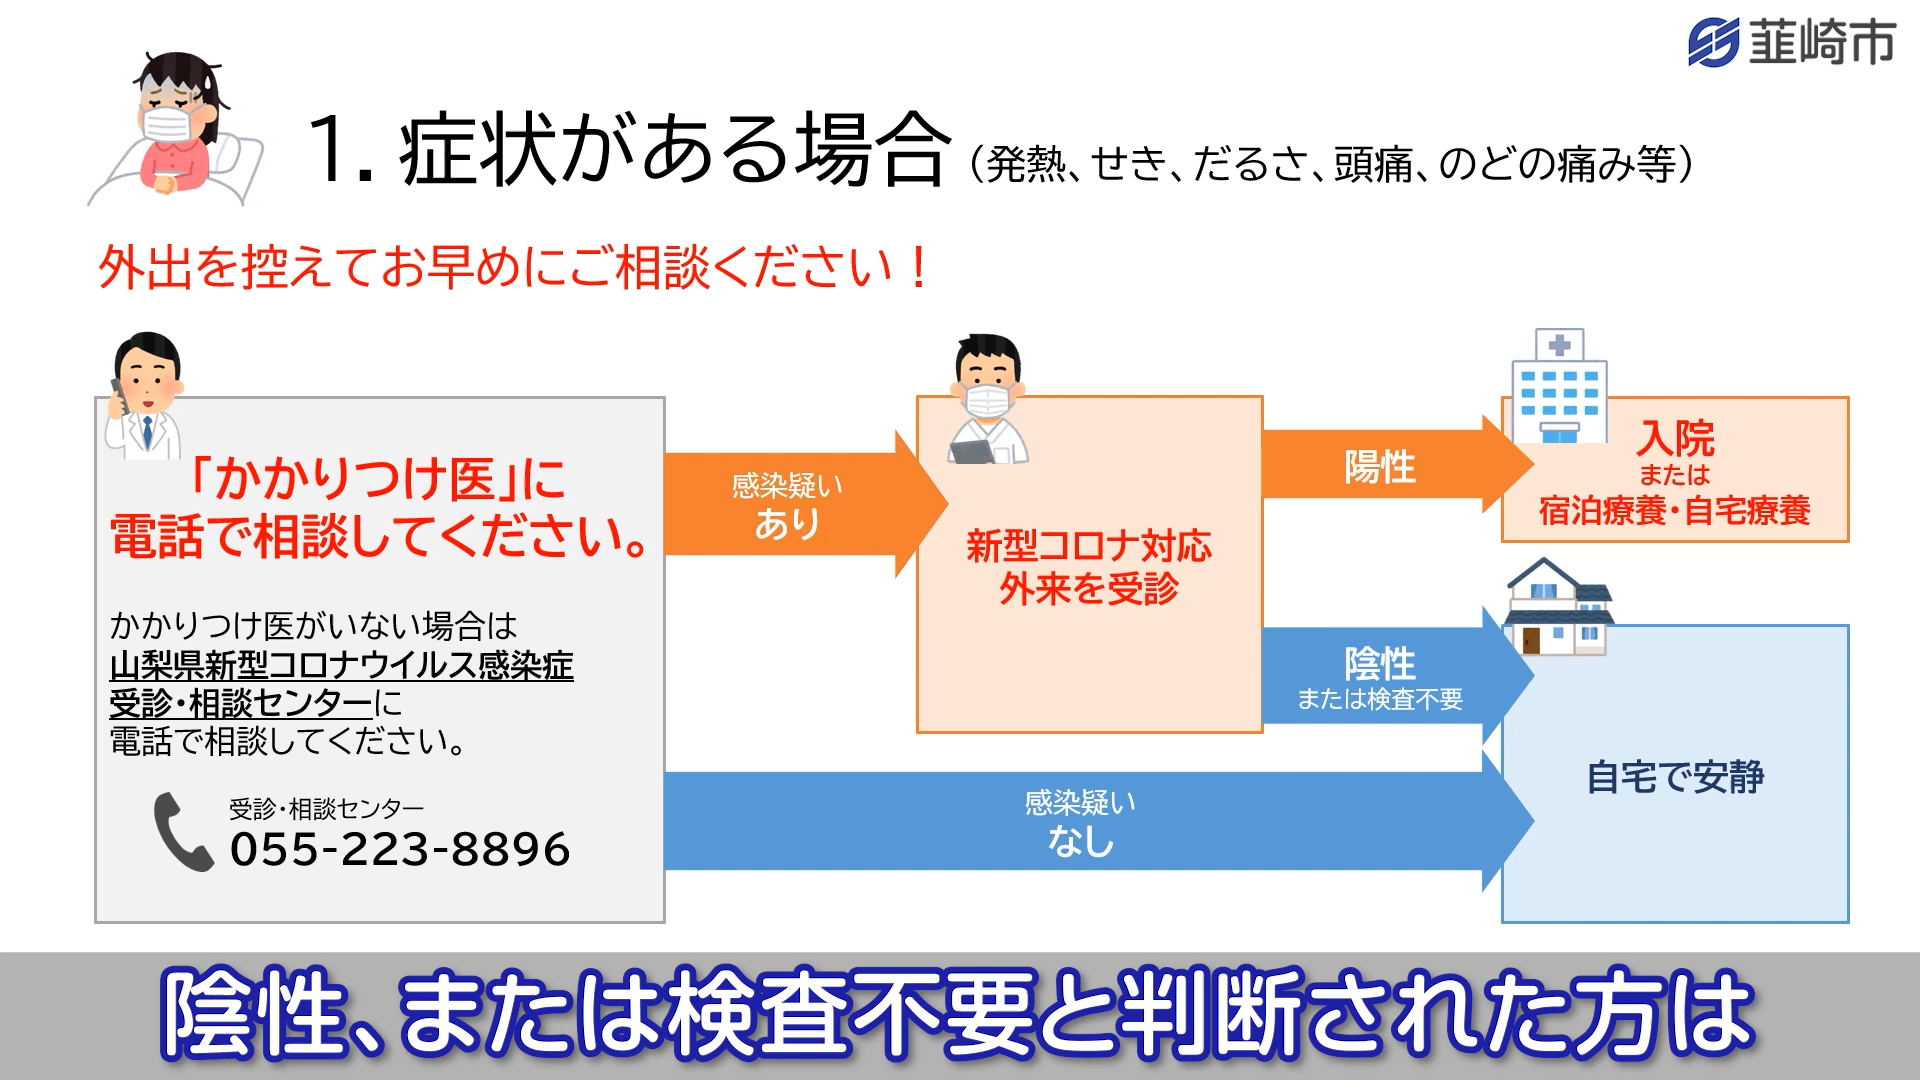 韮崎市
1. 症状がある場合（発熱、せき、だるさ、頭痛、のどの痛み等）
外出を控えてお早めにご相談ください！
「かかりつけ医」に
電話で相談してください。
かかりつけ医がいない場合は
山梨県新型コロナウイルス感染症
受診・相談センターに
電話で相談してください。
受診・相談センター
055-223-8896
感染疑い
あり
新型コロナ対応
外来を受診
陽性
入院
または
宿泊療養・自宅療養
陰性
または検査不要
感染疑い
なし
自宅で安静
陰性、または検査不要と判断された方は